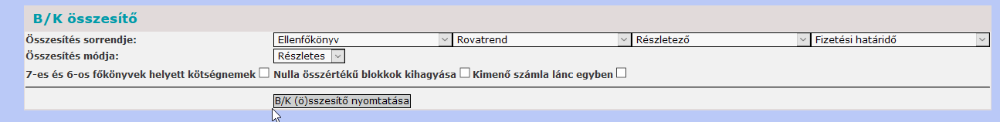 B/K összesítő
Összesítés sorrendje: Ellenfőkönyv Rovatrend Részletező Fizetési határidő
Összesítés módja: Részletes
7-es és 6-os főkönyvek helyett kötségnemek Nulla összértékű blokkok kihagyása Kimenő számla lánc egyben
B/K (ö)sszesítő nyomtatása